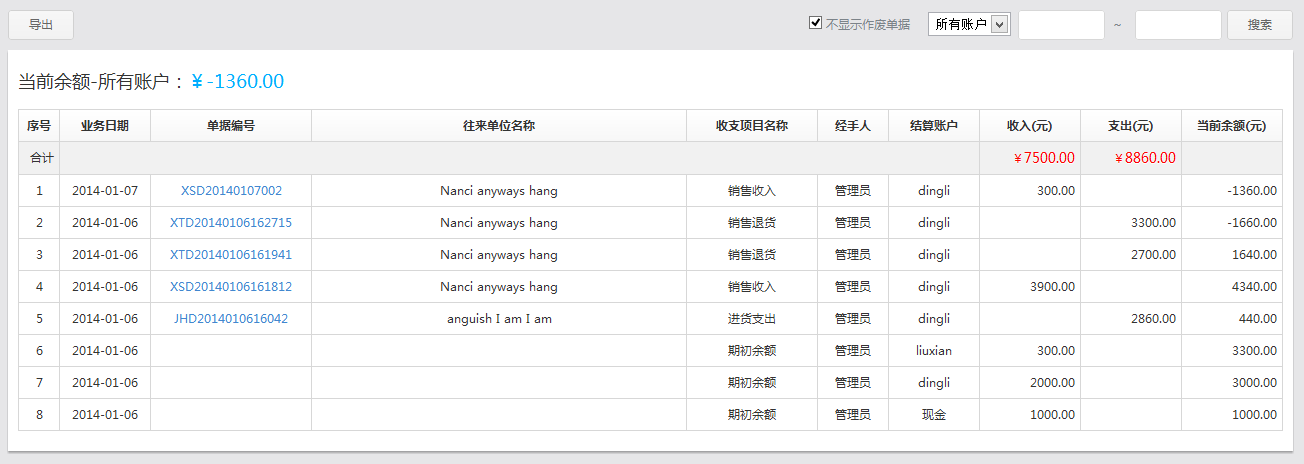 导出 不显示作废单据 所有账户 ~ 搜索
当前余额-所有账户：￥-1360.00
序号 业务日期 单据编号 往来单位名称 收支项目名称 经手人 结算账户 收入(元) 支出(元) 当前余额(元)
合计 ￥7500.00 ￥8860.00
1 2014-01-07 XSD20140107002 Nanci anyways hang 销售收入 管理员 dingli 300.00 -1360.00
2 2014-01-06 XTD20140106162715 Nanci anyways hang 销售退货 管理员 dingli 3300.00 -1660.00
3 2014-01-06 XTD20140106161941 Nanci anyways hang 销售退货 管理员 dingli 2700.00 1640.00
4 2014-01-06 XSD20140106161812 Nanci anyways hang 销售收入 管理员 dingli 3900.00 4340.00
5 2014-01-06 JHD2014010616042 anguish I am I am 进货支出 管理员 dingli 2860.00 440.00
6 2014-01-06 期初余额 管理员 liuxian 300.00 3300.00
7 2014-01-06 期初余额 管理员 dingli 2000.00 3000.00
8 2014-01-06 期初余额 管理员 现金 1000.00 1000.00